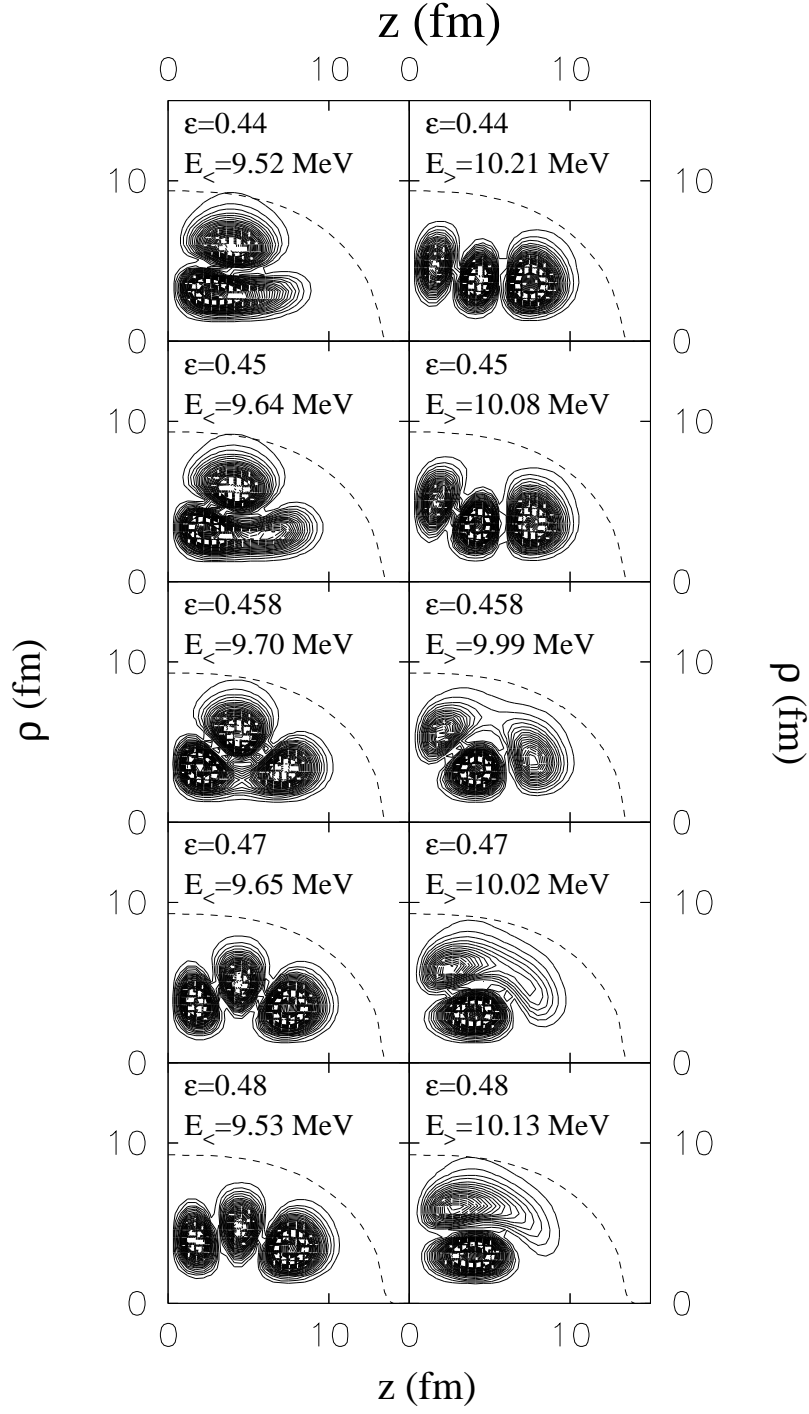 z (fm)
0 10 0 10
ε=0.44 ε=0.44
E<=9.52 MeV E>=10.21 MeV
10 10
0 0
ε=0.45 ε=0.45
E<=9.64 MeV E>=10.08 MeV
10 10
0 0
ε=0.458 ε=0.458
E<=9.70 MeV E>=9.99 MeV
10 10
ρ (fm) ρ (fm)
0 0
ε=0.47 ε=0.47
E<=9.65 MeV E>=10.02 MeV
10 10
0 0
ε=0.48 ε=0.48
E<=9.53 MeV E>=10.13 MeV
10 10
0 0
0 10 0 10
z (fm)